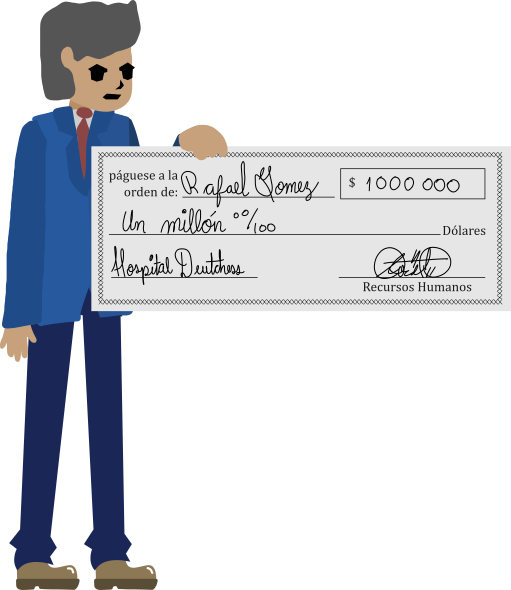 páguese a la
orden de: Rafael Gomez $ 1000 000
Un millón 00/100 Dólares
Hospital Deutchess
Recursos Humanos